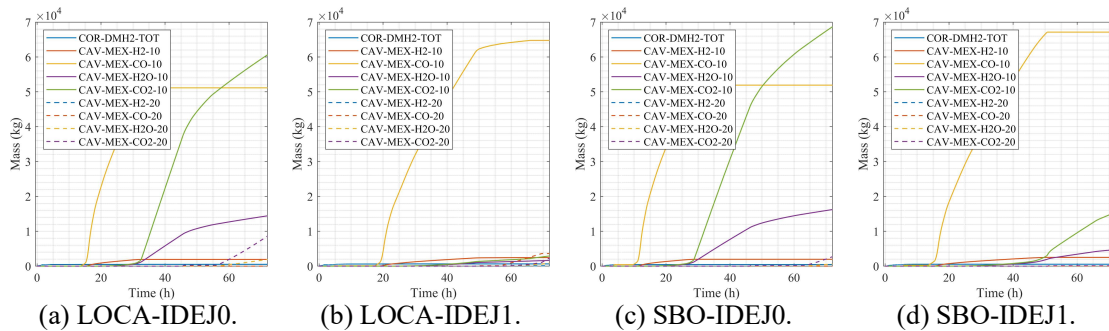 ×10⁴
7
6
5
4
3
2
1
0
Mass (kg)
COR-DMH2-TOT
CAV-MEX-H2-10
CAV-MEX-CO-10
CAV-MEX-H2O-10
CAV-MEX-CO2-10
CAV-MEX-H2-20
CAV-MEX-CO-20
CAV-MEX-H2O-20
CAV-MEX-CO2-20
0 20 40 60
Time (h)
(a) LOCA-IDEJ0.
×10⁴
7
6
5
4
3
2
1
0
Mass (kg)
COR-DMH2-TOT
CAV-MEX-H2-10
CAV-MEX-CO-10
CAV-MEX-H2O-10
CAV-MEX-CO2-10
CAV-MEX-H2-20
CAV-MEX-CO-20
CAV-MEX-H2O-20
CAV-MEX-CO2-20
0 20 40 60
Time (h)
(b) LOCA-IDEJ1.
×10⁴
7
6
5
4
3
2
1
0
Mass (kg)
COR-DMH2-TOT
CAV-MEX-H2-10
CAV-MEX-CO-10
CAV-MEX-H2O-10
CAV-MEX-CO2-10
CAV-MEX-H2-20
CAV-MEX-CO-20
CAV-MEX-H2O-20
CAV-MEX-CO2-20
0 20 40 60
Time (h)
(c) SBO-IDEJ0.
×10⁴
7
6
5
4
3
2
1
0
Mass (kg)
COR-DMH2-TOT
CAV-MEX-H2-10
CAV-MEX-CO-10
CAV-MEX-H2O-10
CAV-MEX-CO2-10
CAV-MEX-H2-20
CAV-MEX-CO-20
CAV-MEX-H2O-20
CAV-MEX-CO2-20
0 20 40 60
Time (h)
(d) SBO-IDEJ1.